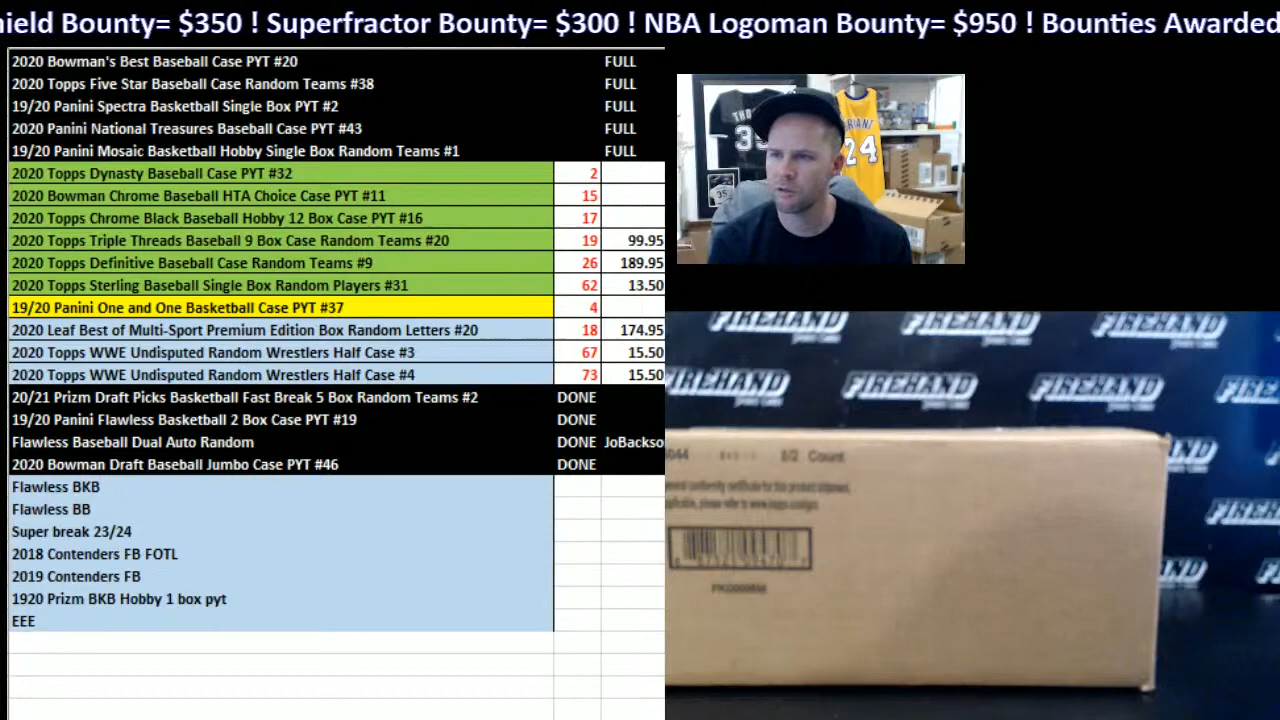 hield Bounty= $350 ! Superfractor Bounty= $300 ! NBA Logoman Bounty= $950 ! Bounties Awarded
2020 Bowman's Best Baseball Case PYT #20 FULL
2020 Topps Five Star Baseball Case Random Teams #38 FULL
19/20 Panini Spectra Basketball Single Box PYT #2 FULL
2020 Panini National Treasures Baseball Case PYT #43 FULL
19/20 Panini Mosaic Basketball Hobby Single Box Random Teams #1 FULL
2020 Topps Dynasty Baseball Case PYT #32 2
2020 Bowman Chrome HTA Choice Case PYT #11 15
2020 Topps Chrome Black Baseball Hobby 12 Box Case PYT #16 17
2020 Topps Triple Threads Baseball 9 Box Case Random Teams #20 19 99.95
2020 Topps Definitive Baseball Case Random Teams #9 26 189.95
2020 Topps Sterling Baseball Single Box Random Players #31 62 13.50
19/20 Panini One and One Basketball Case PYT #37 4
2020 Leaf Best of Multi-Sport Premium Edition Box Random Letters #20 18 174.95
2020 Topps WWE Undisputed Random Wrestlers Half Case #3 67 15.50
2020 Topps WWE Undisputed Random Wrestlers Half Case #4 73 15.50
20/21 Prizm Draft Picks Basketball Fast Break 5 Box Random Teams #2 DONE
19/20 Panini Flawless Basketball 2 Box Case PYT #19 DONE
Flawless Baseball Dual Auto Random DONE JoBackso
2020 Bowman Draft Baseball Jumbo Case PYT #46 DONE
Flawless BKB
Flawless BB
Super break 23/24
2018 Contenders FB FOTL
2019 Contenders FB
1920 Prizm BKB Hobby 1 box pyt
EEE
THO
35
35
RYANT
24
FIREHAND FIREHAND FIREHAND
FIREHAND FIREHAND FIREHAND
Count